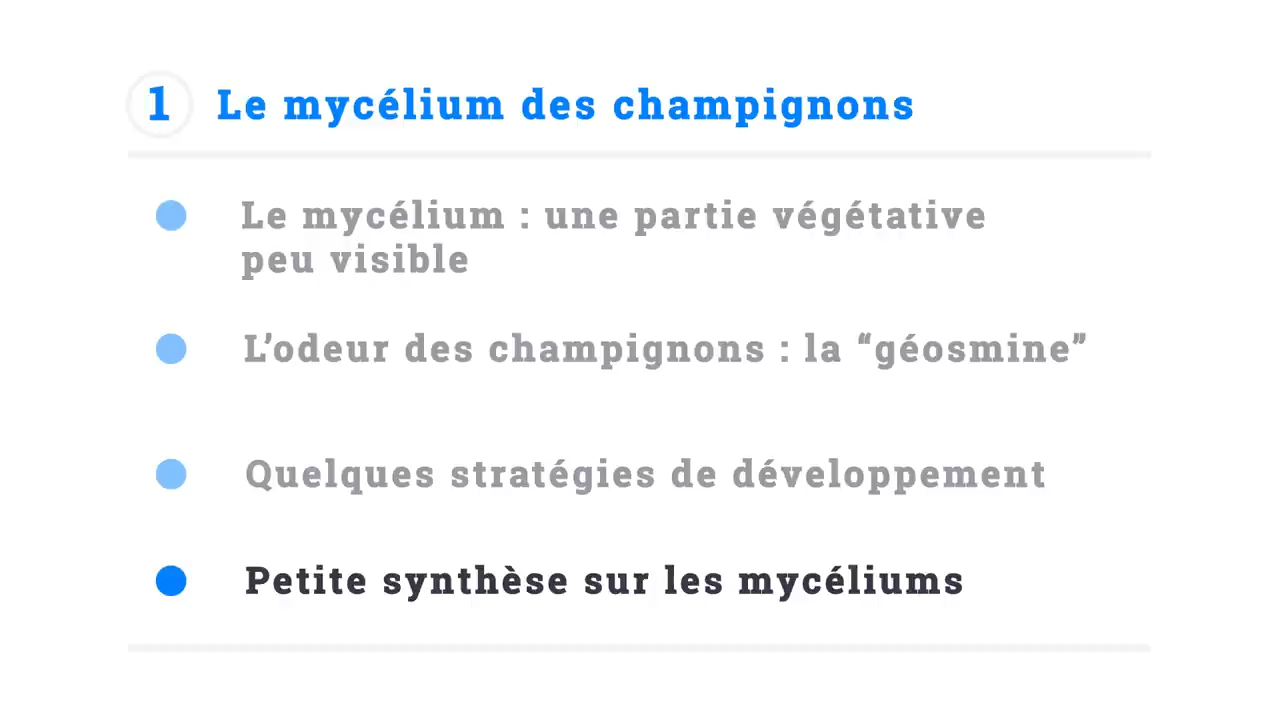 1 Le mycélium des champignons
Le mycélium : une partie végétative
peu visible
L’odeur des champignons : la “géosmine”
Quelques stratégies de développement
Petite synthèse sur les mycéliums